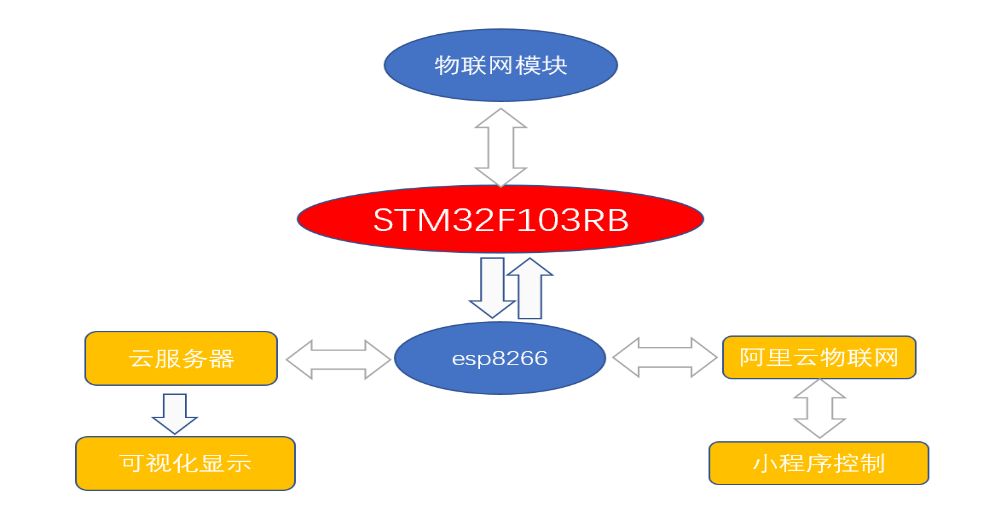 物联网模块
STM32F103RB
esp8266
云服务器
阿里云物联网
可视化显示
小程序控制